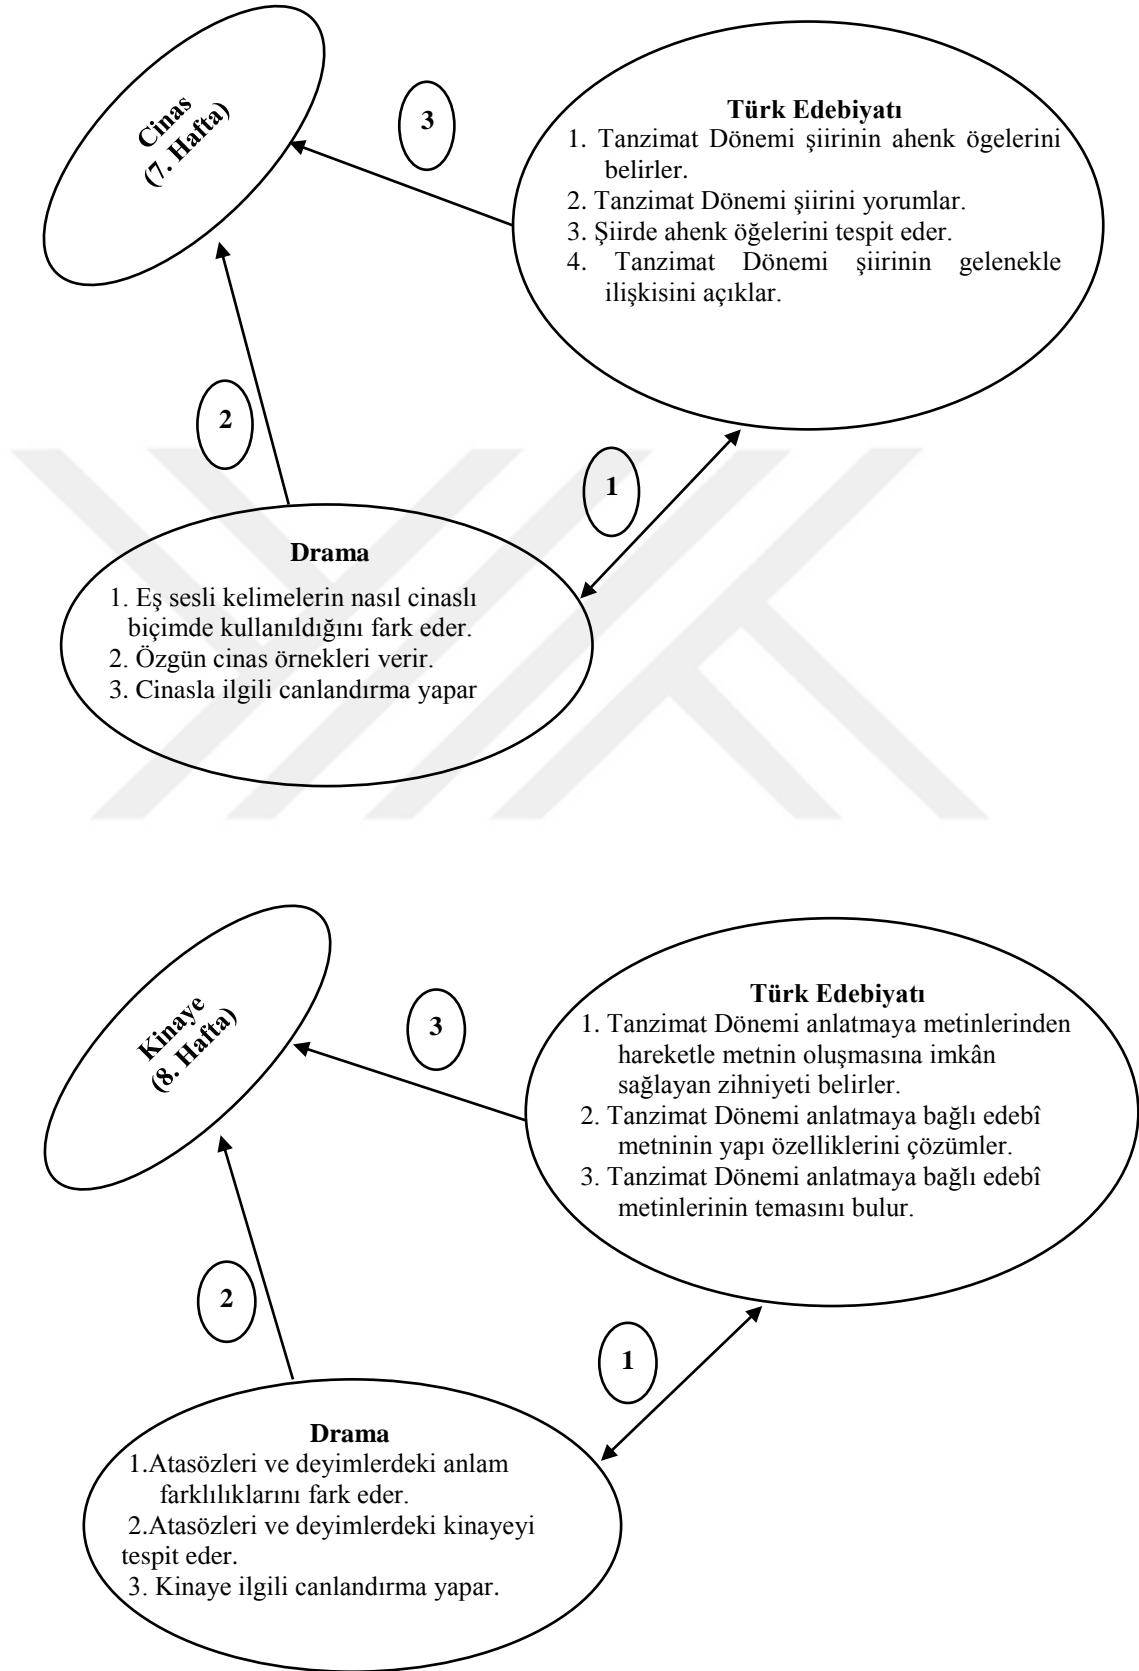 Cinas
(7. Hafta)
3
Türk Edebiyatı
1. Tanzimat Dönemi şiirinin ahenk ögelerini
belirler.
2. Tanzimat Dönemi şiirini yorumlar.
3. Şiirde ahenk öğelerini tespit eder.
4. Tanzimat Dönemi şiirinin gelenekle
ilişkisini açıklar.
2
1
Drama
1. Eş sesli kelimelerin nasıl cinaslı
biçimde kullanıldığını fark eder.
2. Özgün cinas örnekleri verir.
3. Cinasla ilgili canlandırma yapar
Kinaye
(8. Hafta)
3
Türk Edebiyatı
1. Tanzimat Dönemi anlatmaya metinlerinden
hareketle metnin oluşmasına imkân
sağlayan zihniyeti belirler.
2. Tanzimat Dönemi anlatmaya bağlı edebî
metninin yapı özelliklerini çözümler.
3. Tanzimat Dönemi anlatmaya bağlı edebî
metinlerinin temasını bulur.
2
1
Drama
1.Atasözleri ve deyimlerdeki anlam
farklılıklarını fark eder.
2.Atasözleri ve deyimlerdeki kinayeyi
tespit eder.
3. Kinaye ilgili canlandırma yapar.